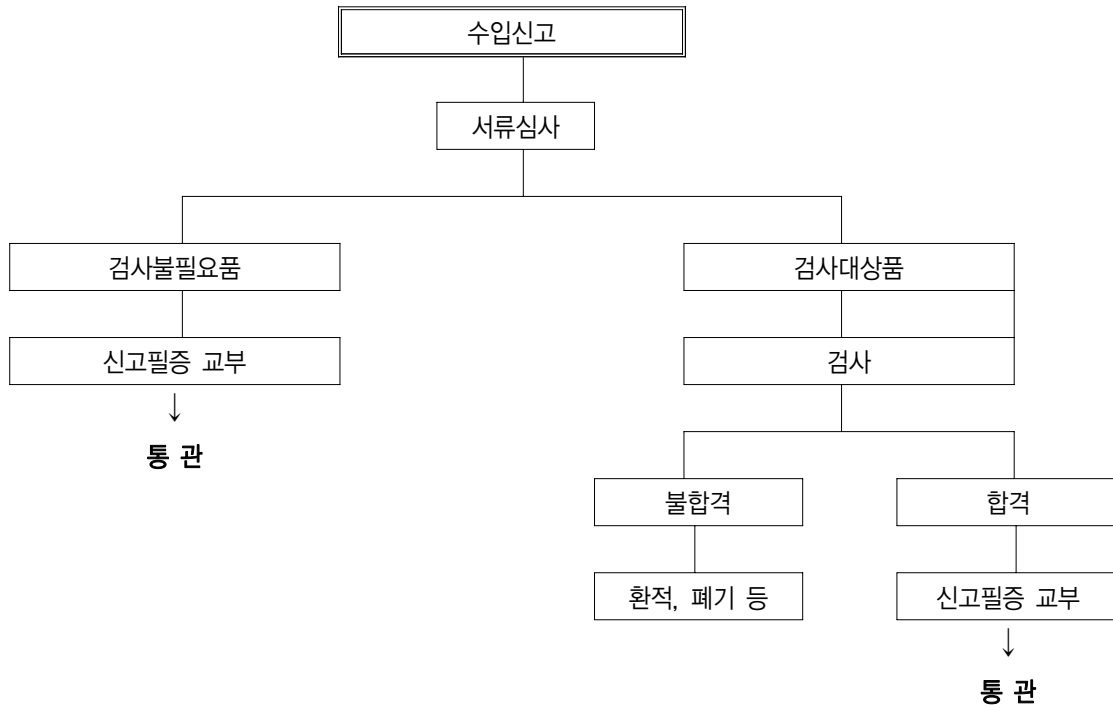 수입신고
서류심사
검사불필요품
검사대상품
신고필증 교부
검사
↓
통 관
불합격
합격
환적, 폐기 등
신고필증 교부
↓
통 관